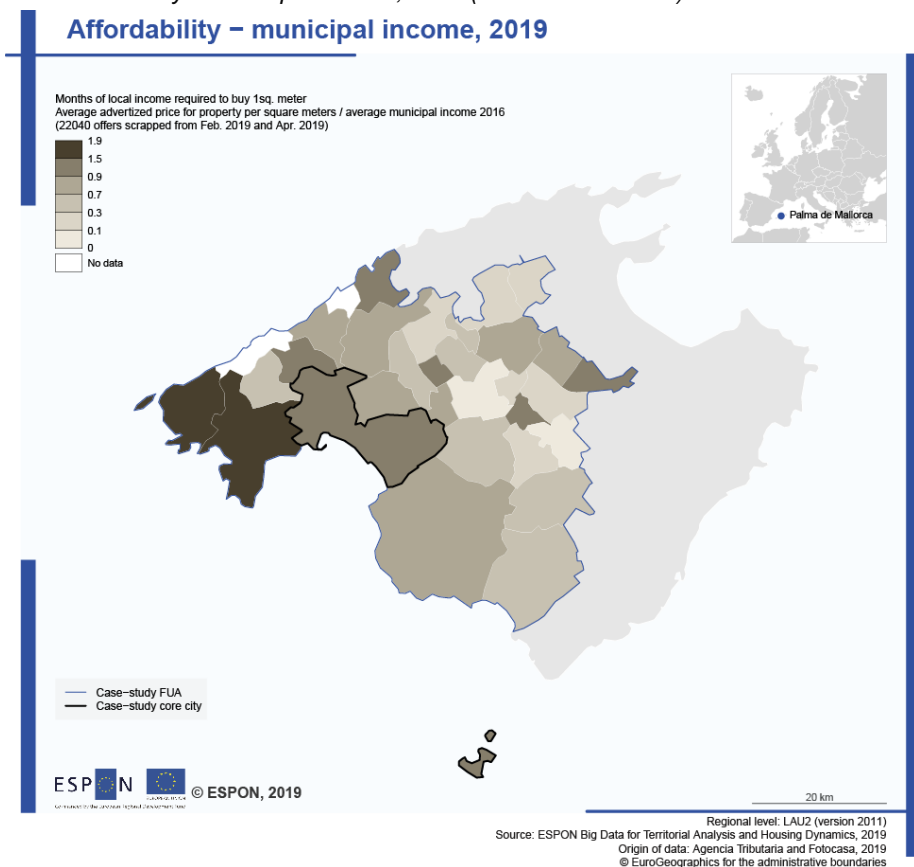 Affordability − municipal income, 2019
Months of local income required to buy 1sq. meter
Average advertized price for property per square meters / average municipal income 2016
(22040 offers scrapped from Feb. 2019 and Apr. 2019)
1.9
1.5
0.9
0.7
0.3
0.1
0
No data
Palma de Mallorca
Case−study FUA
Case−study core city
ESPON
© ESPON, 2019
20 km
Regional level: LAU2 (version 2011)
Source: ESPON Big Data for Territorial Analysis and Housing Dynamics, 2019
Origin of data: Agencia Tributaria and Fotocasa, 2019
© EuroGeographics for the administrative boundaries